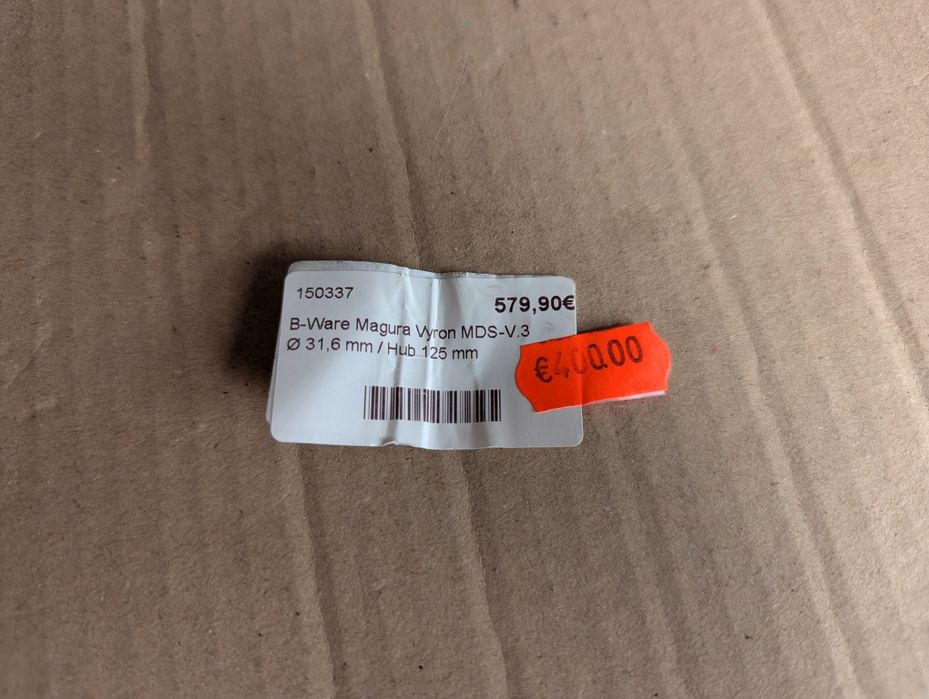 150337
579,90€
B-Ware Magura Vyron MDS-V.3
Ø 31,6 mm / Hub 125 mm
€400.00